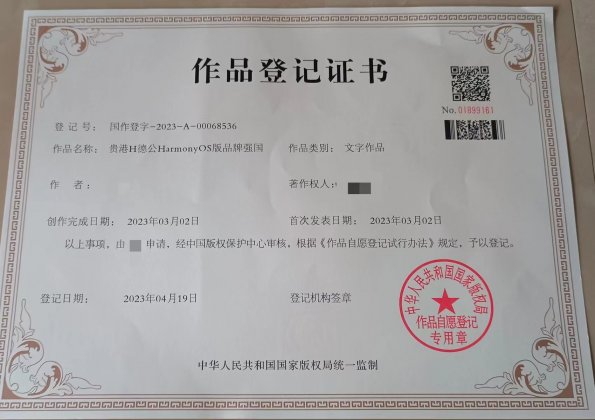 作品登记证书
No.01899161
登 记 号： 国作登字-2023-A-00068536
作品名称： 贵港H德公HarmonyOS版品牌强国 作品类别： 文字作品
作 者： 著作权人：
创作完成日期： 2023年03月02日 首次发表日期： 2023年03月02日
以上事项，由 申请，经中国版权保护中心审核，根据《作品自愿登记试行办法》规定，予以登记。
登记日期： 2023年04月19日 登记机构签章
中华人民共和国国家版权局
作品自愿登记
专用章
中华人民共和国国家版权局统一监制